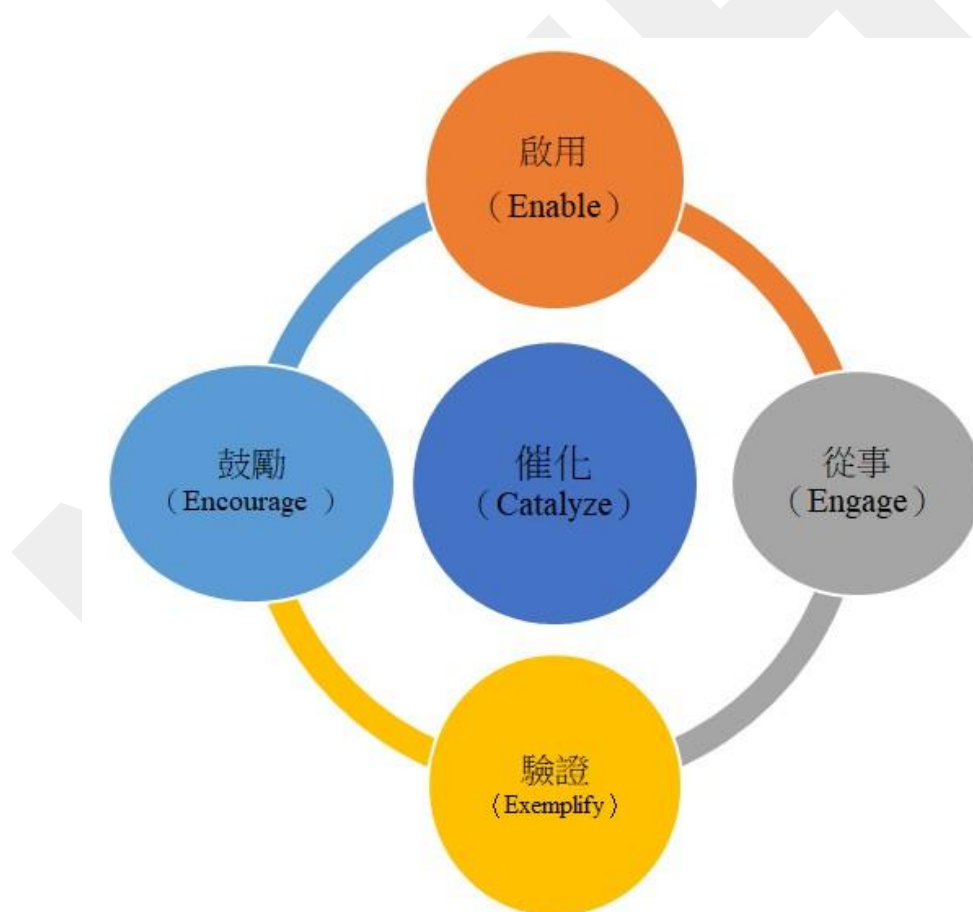 啟用
（Enable）
鼓勵
（Encourage ）
催化
（Catalyze）
從事
（Engage）
驗證
（Exemplify）